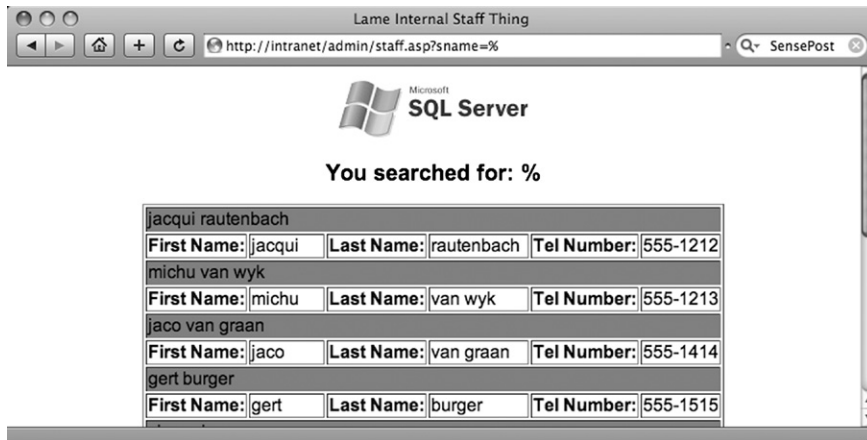 Lame Internal Staff Thing
http://intranet/admin/staff.asp?sname=% SensePost
Microsoft
SQL Server
You searched for: %
jacqui rautenbach
First Name: jacqui Last Name: rautenbach Tel Number: 555-1212
michu van wyk
First Name: michu Last Name: van wyk Tel Number: 555-1213
jaco van graan
First Name: jaco Last Name: van graan Tel Number: 555-1414
gert burger
First Name: gert Last Name: burger Tel Number: 555-1515